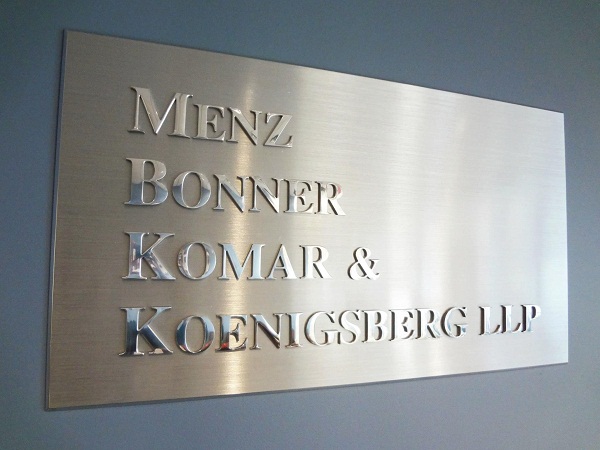 MENZ
BONNER
KOMAR &
KOENIGSBERG LLP